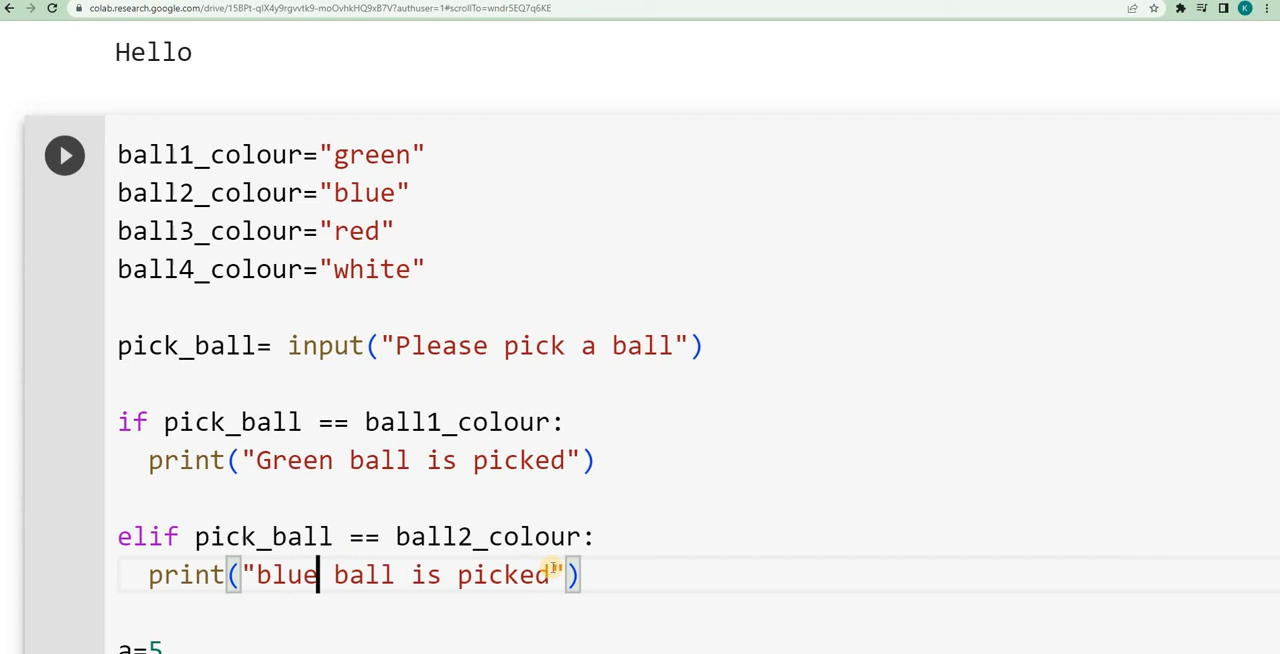 colab.research.google.com/drive/15BPt-qIX4y9rgvvtk9-moOvhkHQ9xB7V?authuser=1#scrollTo=wndr5EQ7q6KE
K
Hello
ball1_colour="green"
ball2_colour="blue"
ball3_colour="red"
ball4_colour="white"
pick_ball= input("Please pick a ball")
if pick_ball == ball1_colour:
  print("Green ball is picked")
elif pick_ball == ball2_colour:
  print("blue ball is picked")
a=5